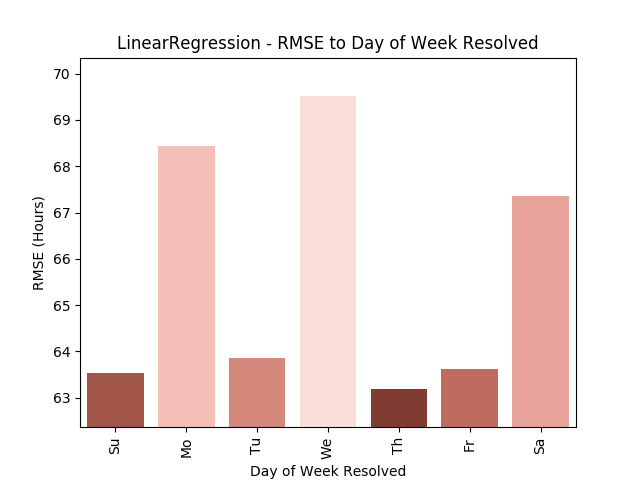 LinearRegression - RMSE to Day of Week Resolved
70
69
68
67
66
65
64
63
RMSE (Hours)
Su
Mo
Tu
We
Th
Fr
Sa
Day of Week Resolved